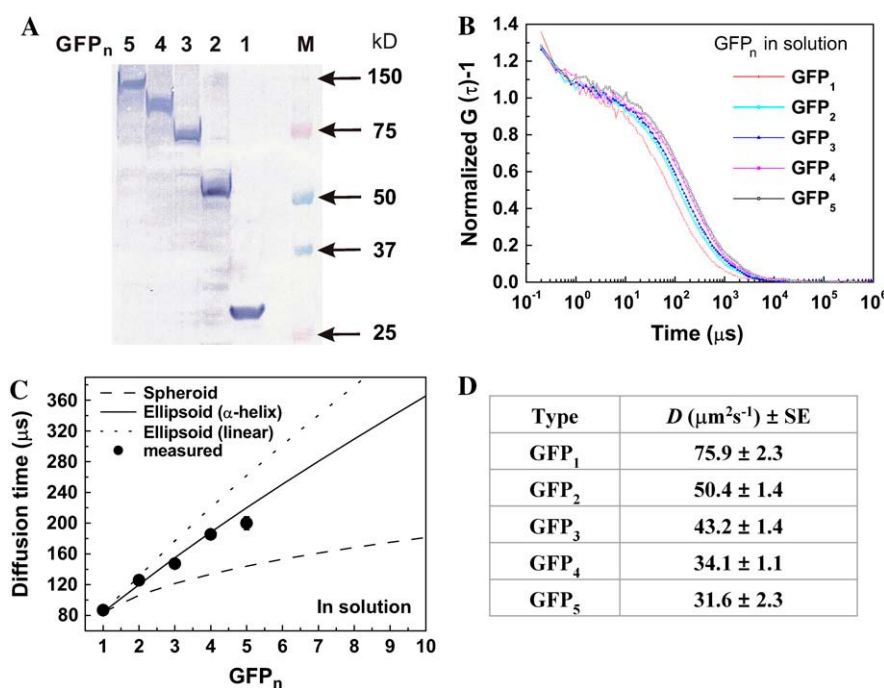 A
GFPn 5 4 3 2 1 M kD
150
75
50
37
25
B
Normalized G (τ)-1
1.4
1.2
1.0
0.8
0.6
0.4
0.2
0.0
GFPn in solution
GFP1
GFP2
GFP3
GFP4
GFP5
10-1 100 101 102 103 104 105 106
Time (μs)
C
Diffusion time (μs)
360
320
280
240
200
160
120
80
Spheroid
Ellipsoid (α-helix)
Ellipsoid (linear)
measured
In solution
1 2 3 4 5 6 7 8 9 10
GFPn
D
Type D (μm²s⁻¹) ± SE
GFP1 75.9 ± 2.3
GFP2 50.4 ± 1.4
GFP3 43.2 ± 1.4
GFP4 34.1 ± 1.1
GFP5 31.6 ± 2.3